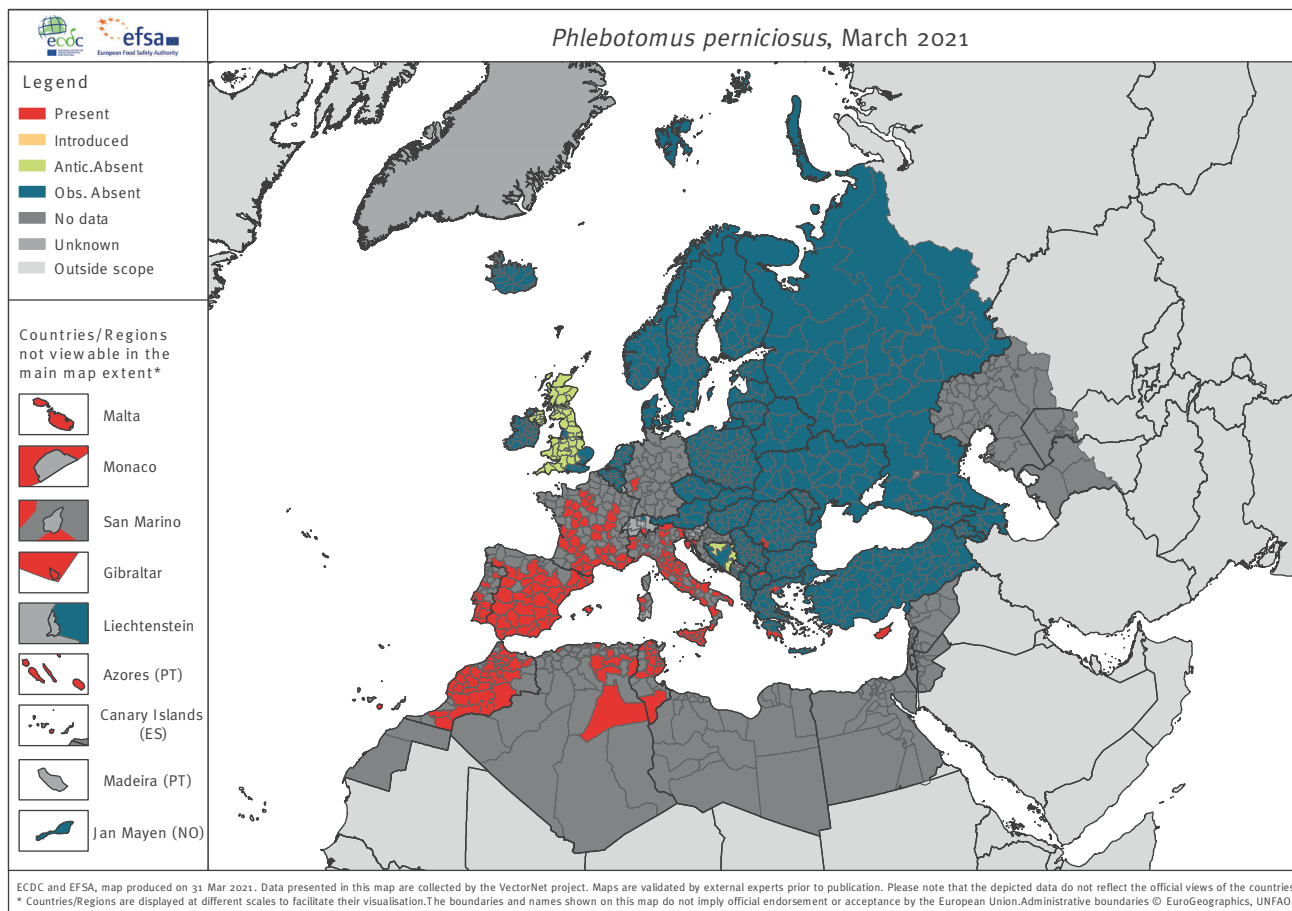 ecdc
efsa
European Food Safety Authority
Phlebotomus perniciosus, March 2021
Legend
Present
Introduced
Antic.Absent
Obs. Absent
No data
Unknown
Outside scope
Countries/Regions
not viewable in the
main map extent*
Malta
Monaco
San Marino
Gibraltar
Liechtenstein
Azores (PT)
Canary Islands
(ES)
Madeira (PT)
Jan Mayen (NO)
ECDC and EFSA, map produced on 31 Mar 2021. Data presented in this map are collected by the VectorNet project. Maps are validated by external experts prior to publication. Please note that the depicted data do not reflect the official views of the countries
* Countries/Regions are displayed at different scales to facilitate their visualisation.The boundaries and names shown on this map do not imply official endorsement or acceptance by the European Union.Administrative boundaries © EuroGeographics, UNFAO.